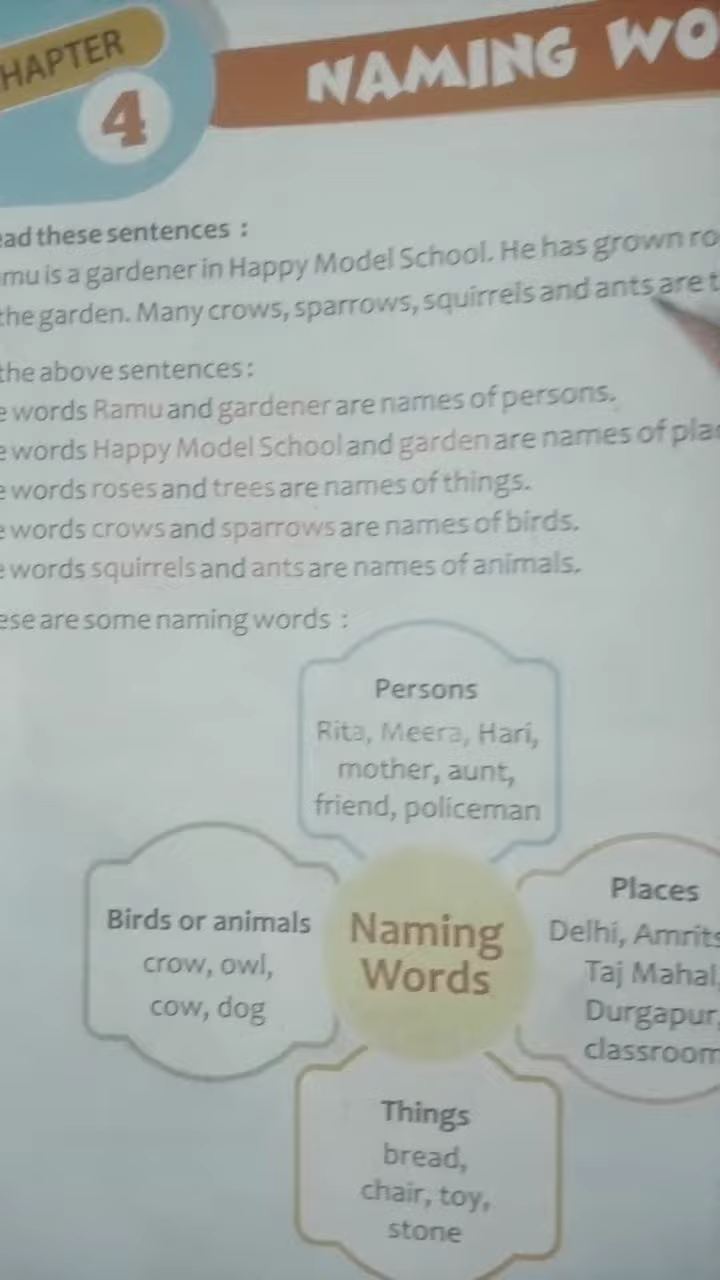 HAPTER
4
NAMING WO
ead these sentences :
mu is a gardener in Happy Model School. He has grown ro
the garden. Many crows, sparrows, squirrels and ants are t
the above sentences :
e words Ramu and gardener are names of persons.
e words Happy Model School and garden are names of plac
e words roses and trees are names of things.
e words crows and sparrows are names of birds.
e words squirrels and ants are names of animals.
ese are some naming words :
Persons
Rita, Meera, Hari,
mother, aunt,
friend, policeman
Birds or animals
crow, owl,
cow, dog
Naming
Words
Places
Delhi, Amrits
Taj Mahal,
Durgapur,
classroom
Things
bread,
chair, toy,
stone